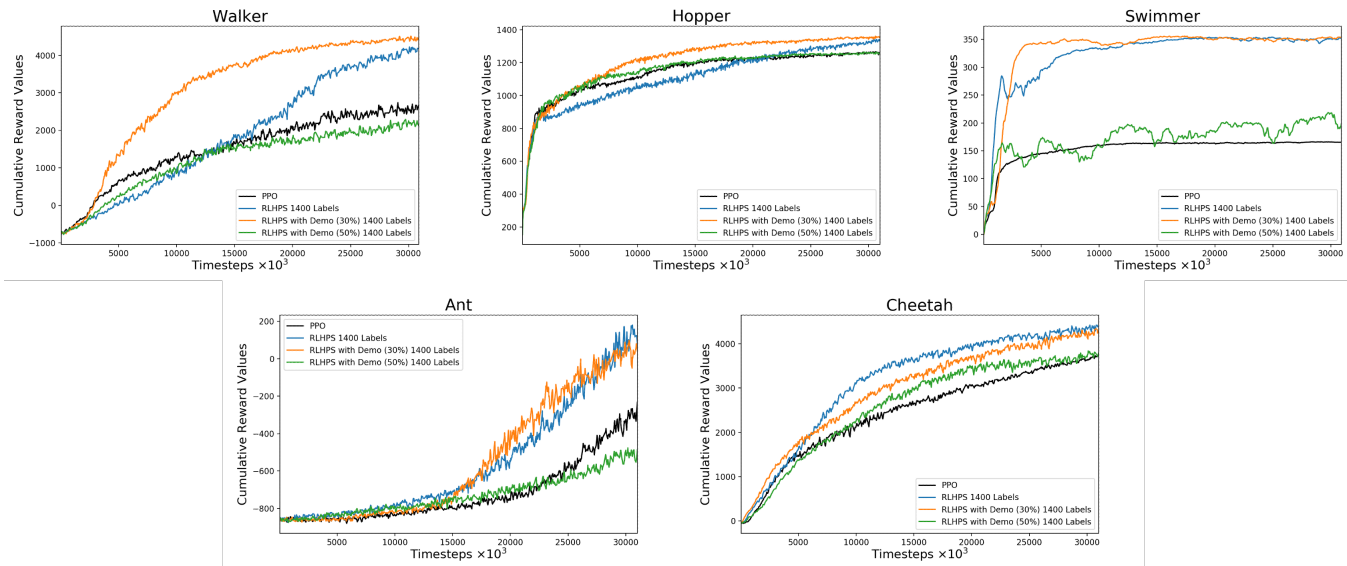 Walker
Cumulative Reward Values
4000
3000
2000
1000
0
−1000
5000 10000 15000 20000 25000 30000
Timesteps ×10³
PPO
RLHPS 1400 Labels
RLHPS with Demo (30%) 1400 Labels
RLHPS with Demo (50%) 1400 Labels
Hopper
Cumulative Reward Values
1400
1200
1000
800
600
400
200
5000 10000 15000 20000 25000 30000
Timesteps ×10³
PPO
RLHPS 1400 Labels
RLHPS with Demo (30%) 1400 Labels
RLHPS with Demo (50%) 1400 Labels
Swimmer
Cumulative Reward Values
350
300
250
200
150
100
50
0
5000 10000 15000 20000 25000 30000
Timesteps ×10³
PPO
RLHPS 1400 Labels
RLHPS with Demo (30%) 1400 Labels
RLHPS with Demo (50%) 1400 Labels
Ant
Cumulative Reward Values
200
0
−200
−400
−600
−800
5000 10000 15000 20000 25000 30000
Timesteps ×10³
PPO
RLHPS 1400 Labels
RLHPS with Demo (30%) 1400 Labels
RLHPS with Demo (50%) 1400 Labels
Cheetah
Cumulative Reward Values
4000
3000
2000
1000
0
5000 10000 15000 20000 25000 30000
Timesteps ×10³
PPO
RLHPS 1400 Labels
RLHPS with Demo (30%) 1400 Labels
RLHPS with Demo (50%) 1400 Labels